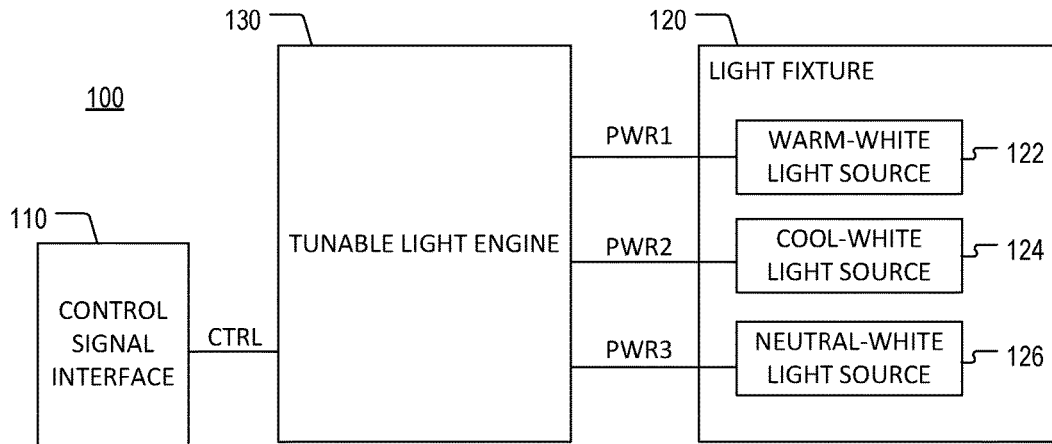 130
120
100
LIGHT FIXTURE
PWR1
WARM-WHITE
LIGHT SOURCE
122
110
TUNABLE LIGHT ENGINE
PWR2
COOL-WHITE
LIGHT SOURCE
124
CONTROL
SIGNAL
INTERFACE
CTRL
PWR3
NEUTRAL-WHITE
LIGHT SOURCE
126